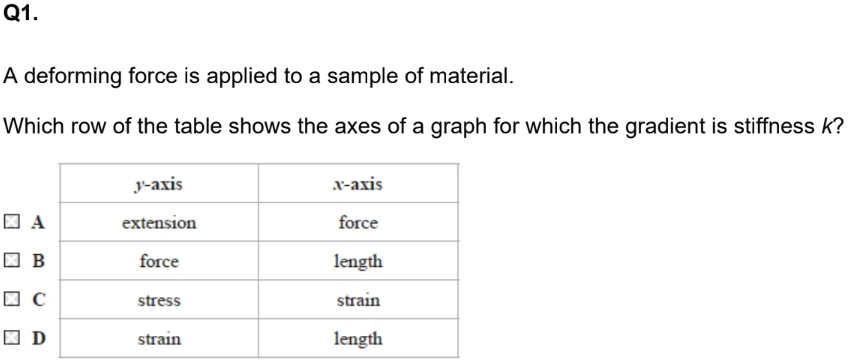 Q1.
A deforming force is applied to a sample of material.
Which row of the table shows the axes of a graph for which the gradient is stiffness k?
y-axis x-axis
A extension force
B force length
C stress strain
D strain length